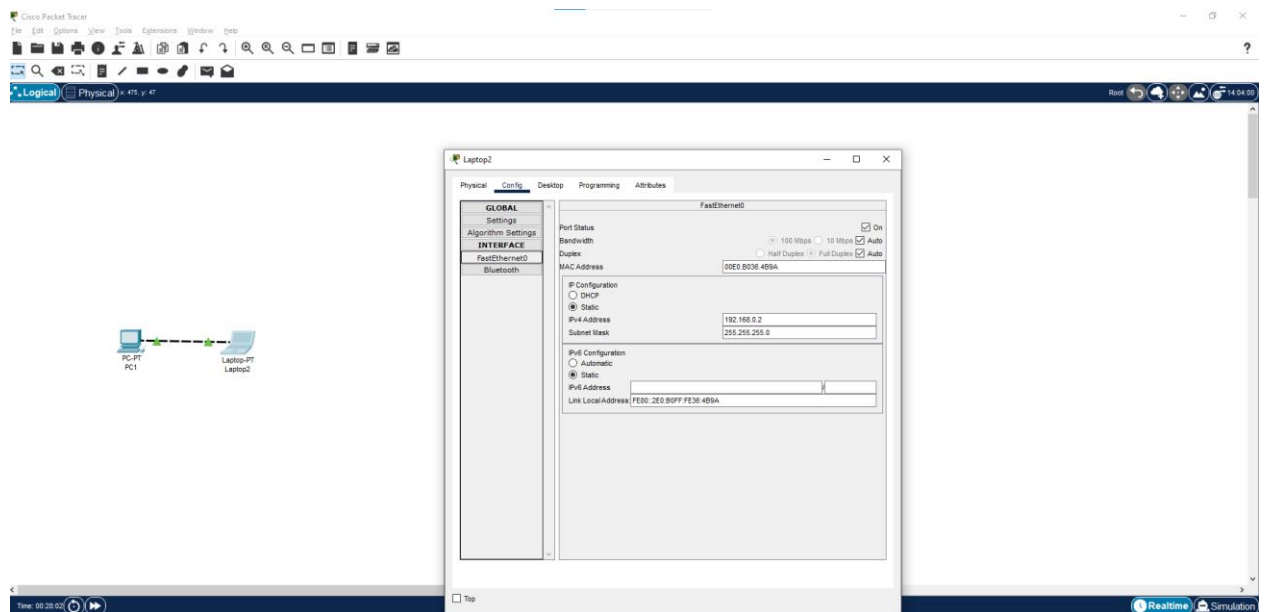 Cisco Packet Tracer
File Edit Options View Tools Extensions Window Help
?
Logical Physical x: 475, y: 47 Root 14:04:00
Laptop2
Physical Config Desktop Programming Attributes
GLOBAL
Settings
Algorithm Settings
INTERFACE
FastEthernet0
Bluetooth
FastEthernet0
Port Status On
Bandwidth 100 Mbps 10 Mbps Auto
Duplex Half Duplex Full Duplex Auto
MAC Address 00E0.B036.4B9A
IP Configuration
DHCP
Static
IPv4 Address 192.168.0.2
Subnet Mask 255.255.255.0
IPv6 Configuration
Automatic
Static
IPv6 Address /
Link Local Address: FE80::2E0:B0FF:FE36:4B9A
PC-PT
PC1
Laptop-PT
Laptop2
Top
Time: 00:28:02 Realtime Simulation